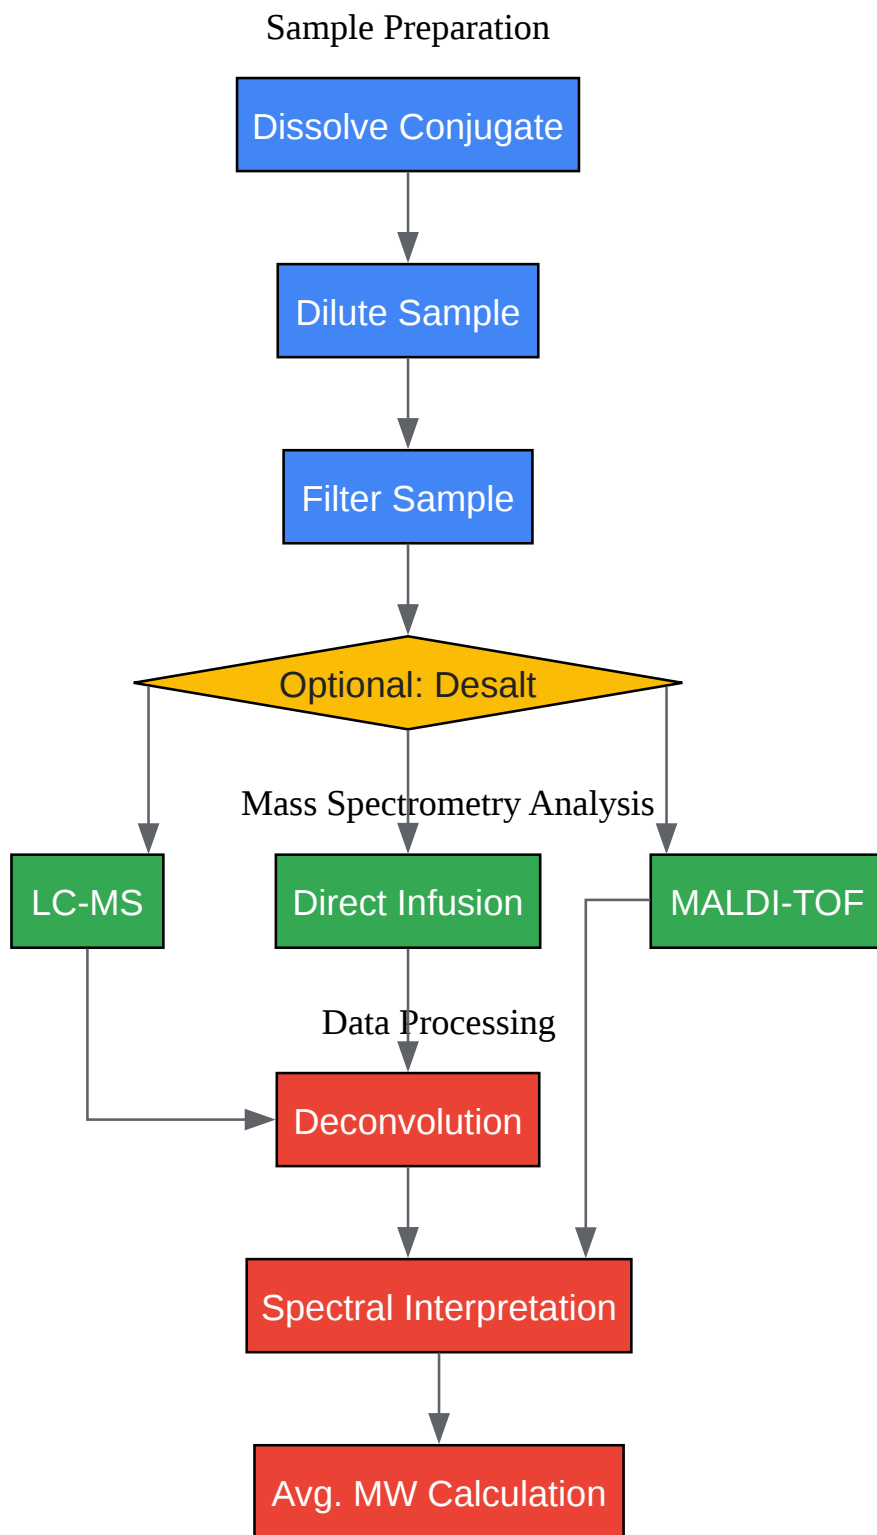 Sample Preparation
Dissolve Conjugate
Dilute Sample
Filter Sample
Optional: Desalt
Mass Spectrometry Analysis
LC-MS
Direct Infusion
MALDI-TOF
Data Processing
Deconvolution
Spectral Interpretation
Avg. MW Calculation